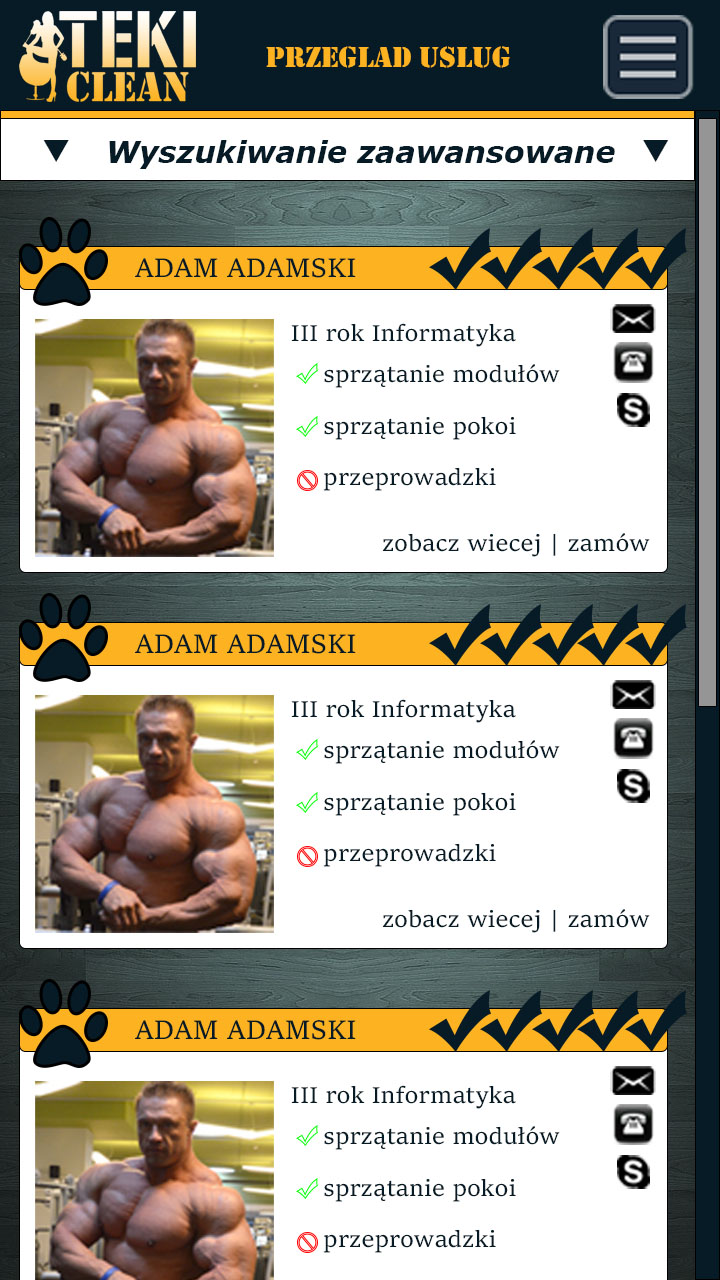 TEKI
CLEAN
PRZEGLAD USLUG
Wyszukiwanie zaawansowane
ADAM ADAMSKI
III rok Informatyka
sprzątanie modułów
sprzątanie pokoi
przeprowadzki
zobacz wiecej | zamów
ADAM ADAMSKI
III rok Informatyka
sprzątanie modułów
sprzątanie pokoi
przeprowadzki
zobacz wiecej | zamów
ADAM ADAMSKI
III rok Informatyka
sprzątanie modułów
sprzątanie pokoi
przeprowadzki